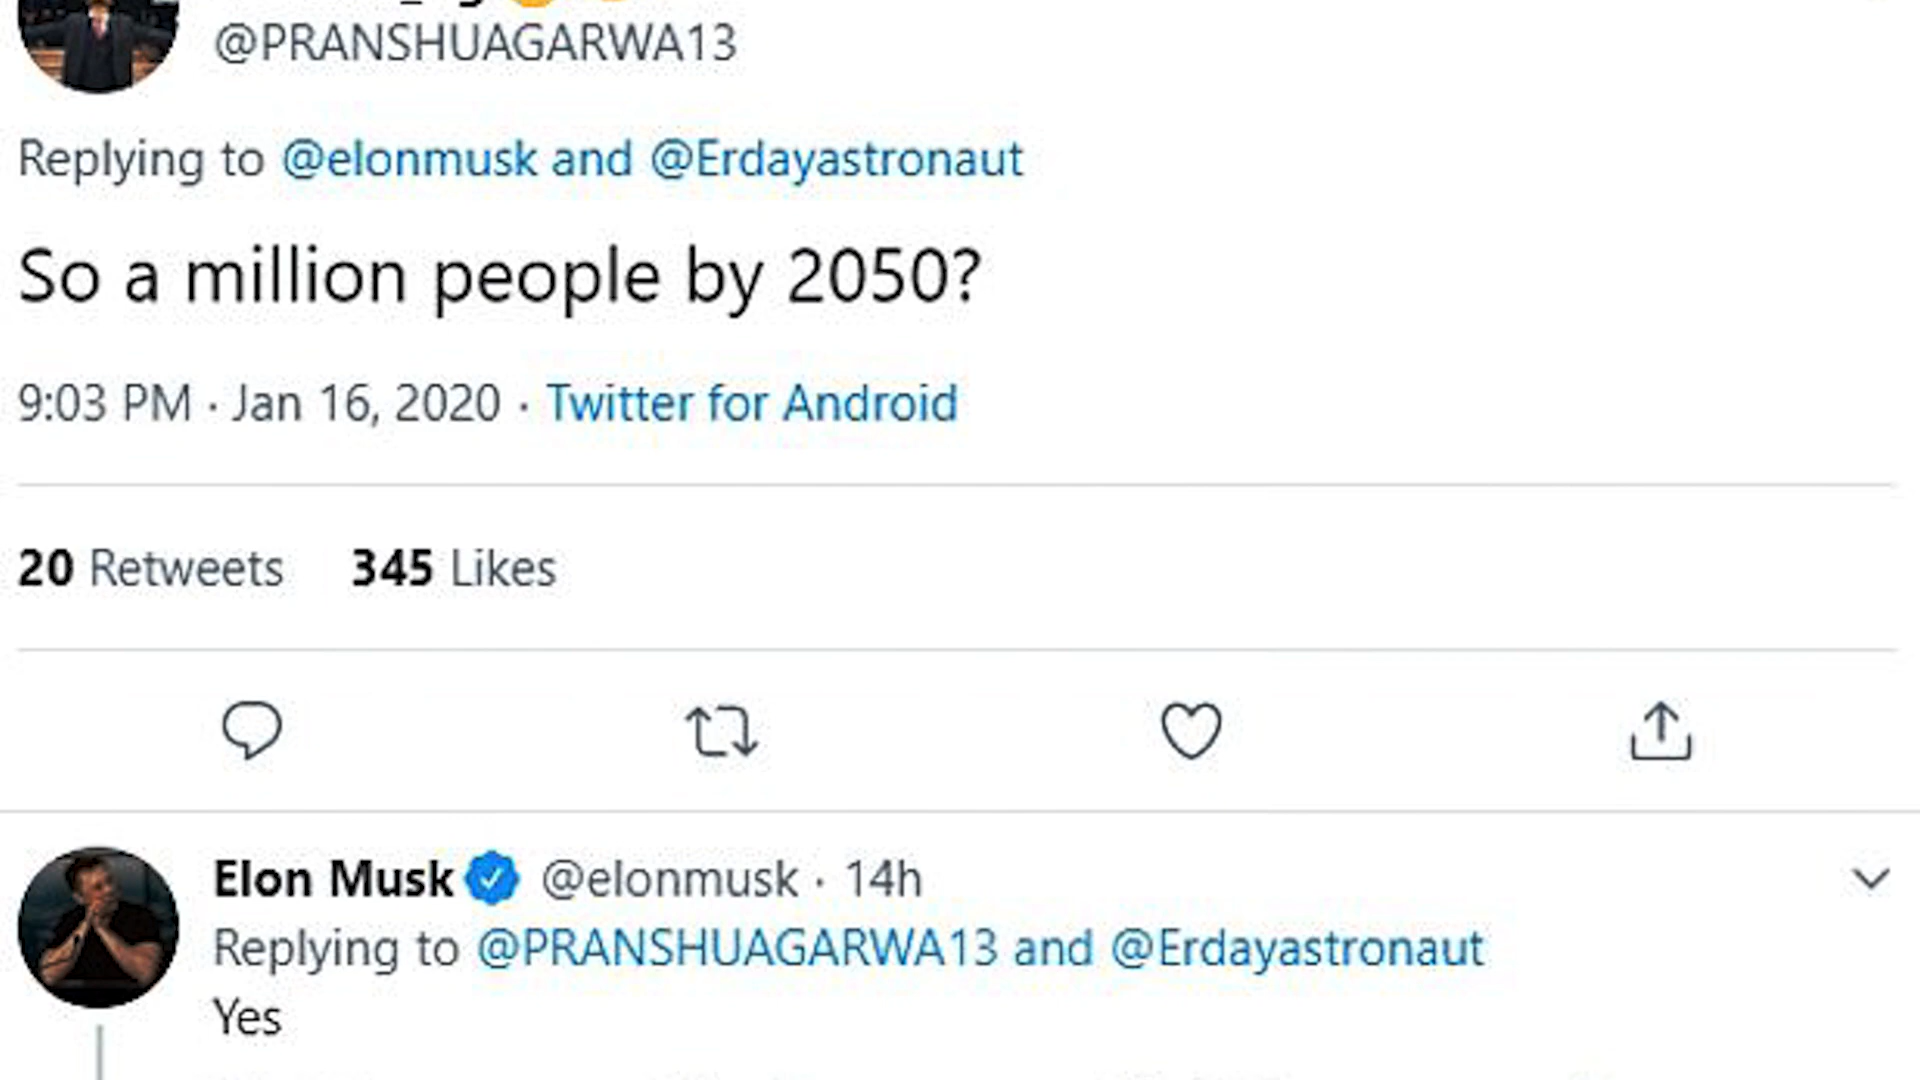 @PRANSHUAGARWA13
Replying to @elonmusk and @Erdayastronaut
So a million people by 2050?
9:03 PM · Jan 16, 2020 · Twitter for Android
20 Retweets 345 Likes
Elon Musk @elonmusk · 14h
Replying to @PRANSHUAGARWA13 and @Erdayastronaut
Yes